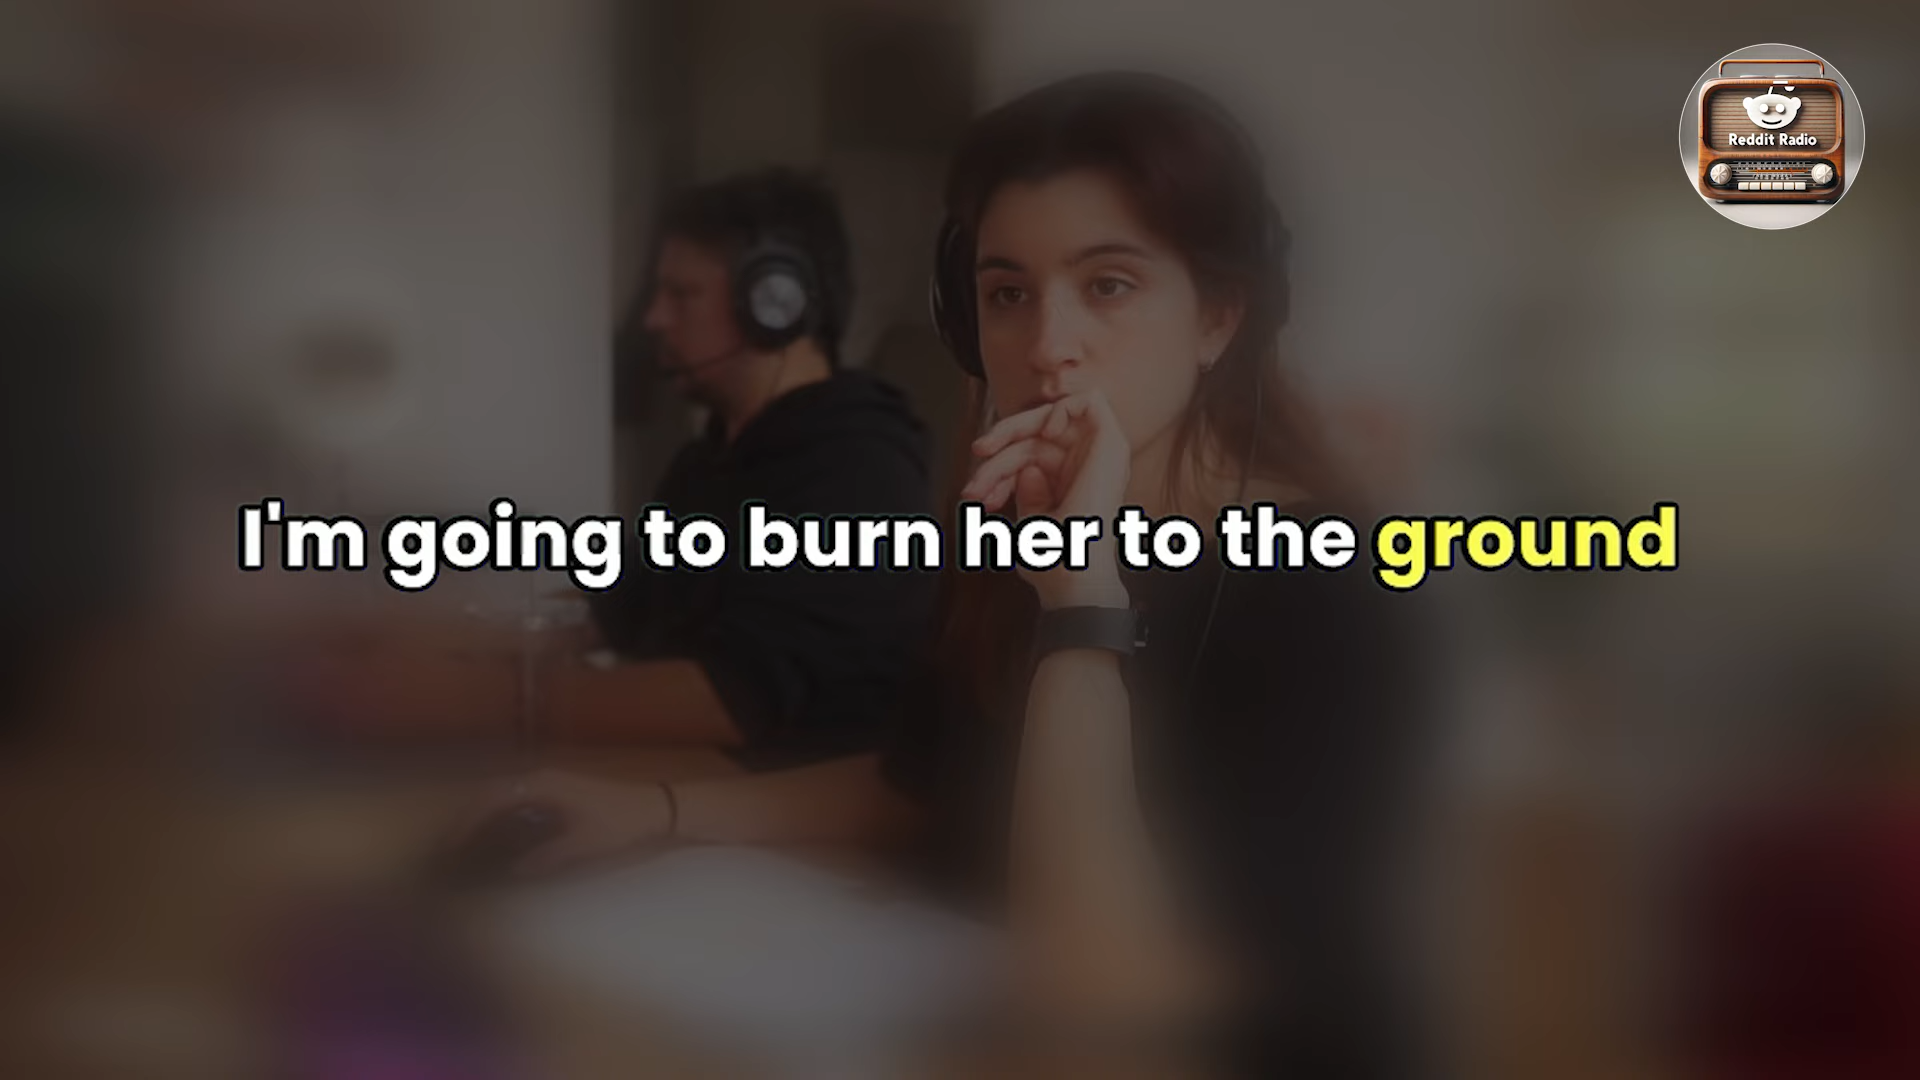 Reddit Radio
I'm going to burn her to the ground